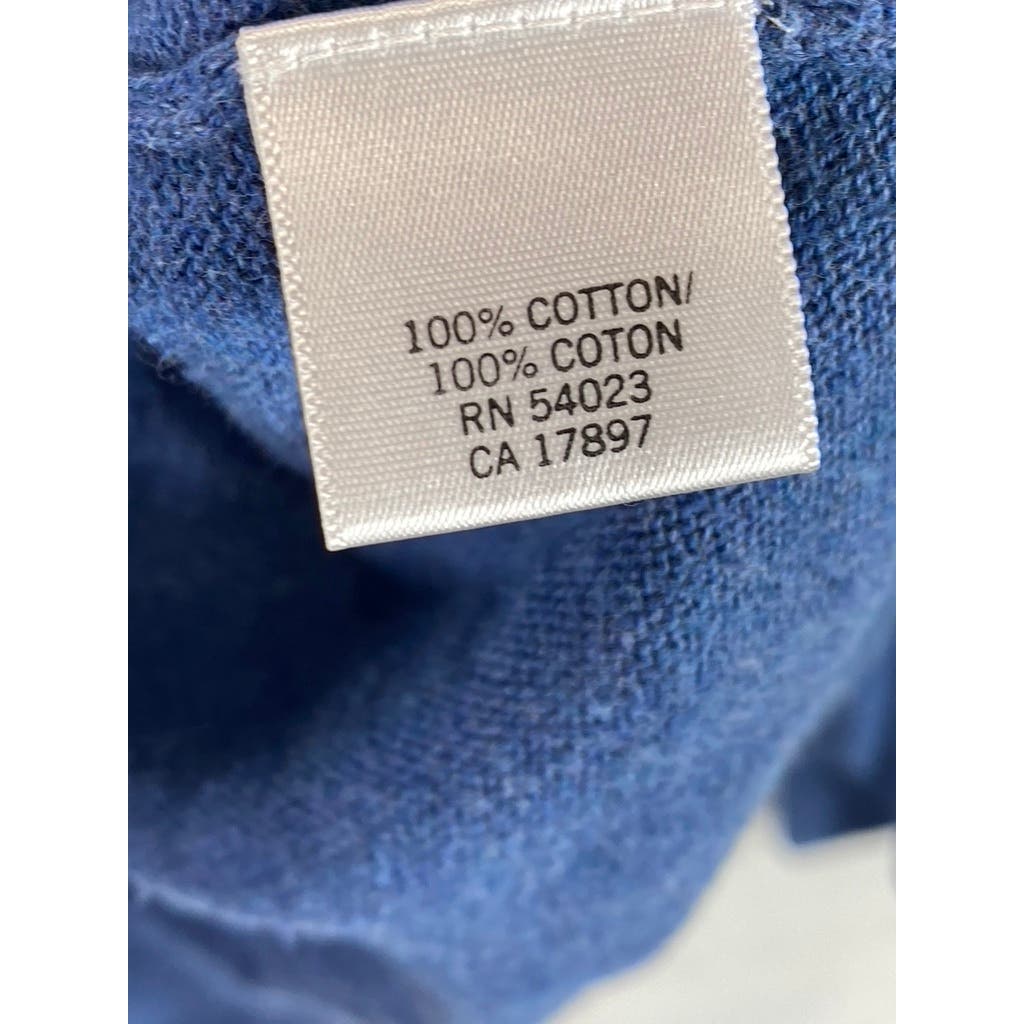 100% COTTON/
100% COTON
RN 54023
CA 17897